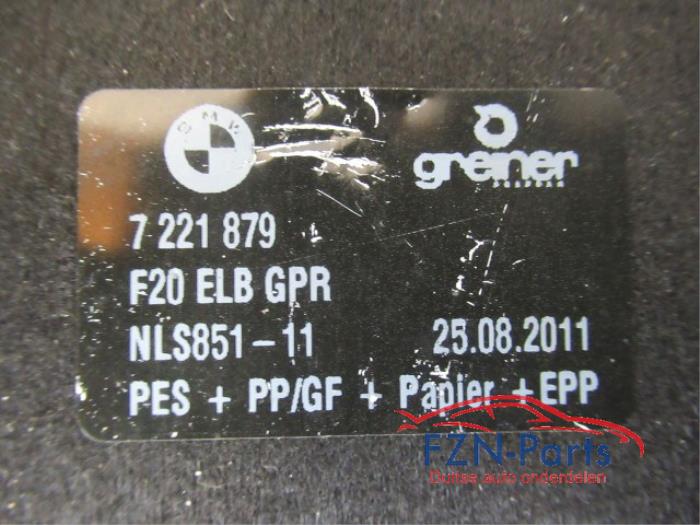 BMW
greiner
7 221 879
F20 ELB GPR
NLS851-11 25.08.2011
PES + PP/GF + Papier + EPP
FZN-Parts
Duitse auto onderdelen